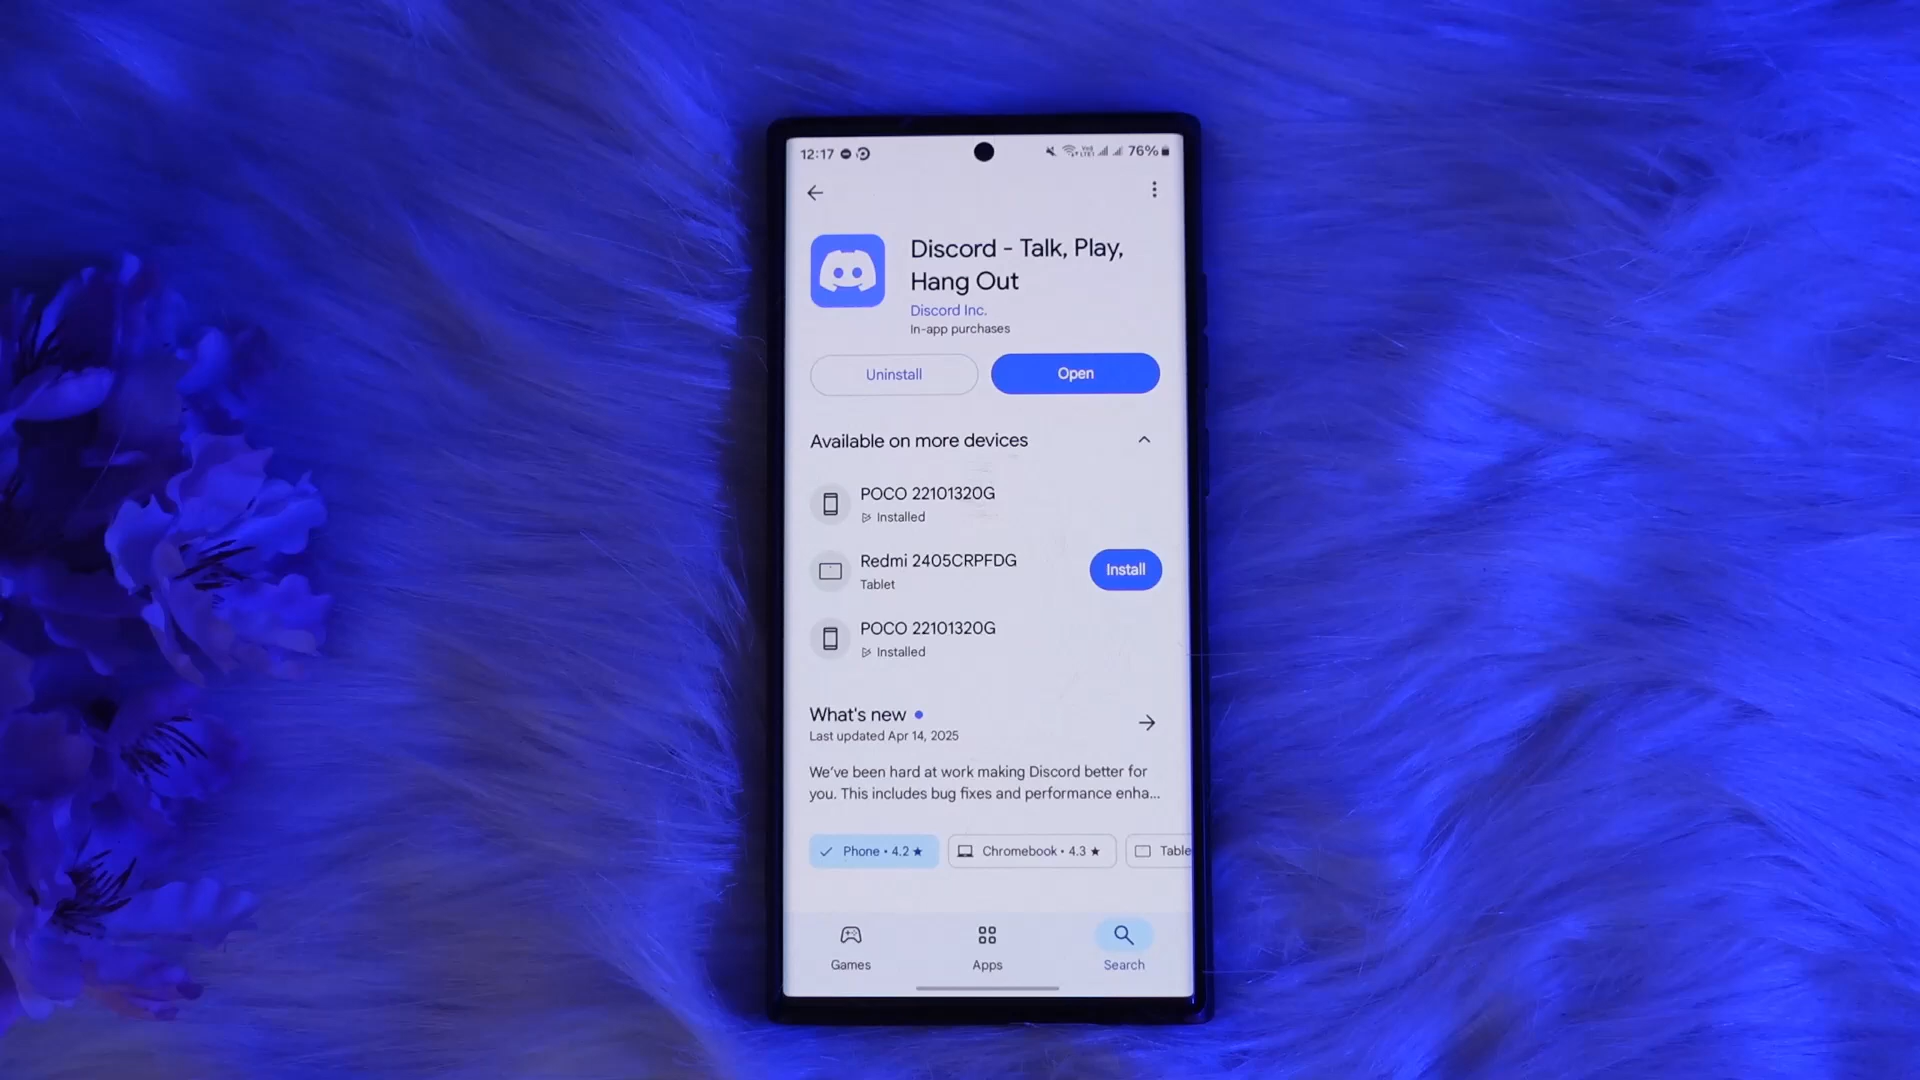 12:17
76%
Discord - Talk, Play,
Hang Out
Discord Inc.
In-app purchases
Uninstall
Open
Available on more devices
POCO 22101320G
Installed
Redmi 2405CRPFDG
Tablet
Install
POCO 22101320G
Installed
What's new
Last updated Apr 14, 2025
We've been hard at work making Discord better for
you. This includes bug fixes and performance enha...
Phone • 4.2 ★
Chromebook • 4.3 ★
Table
Games
Apps
Search